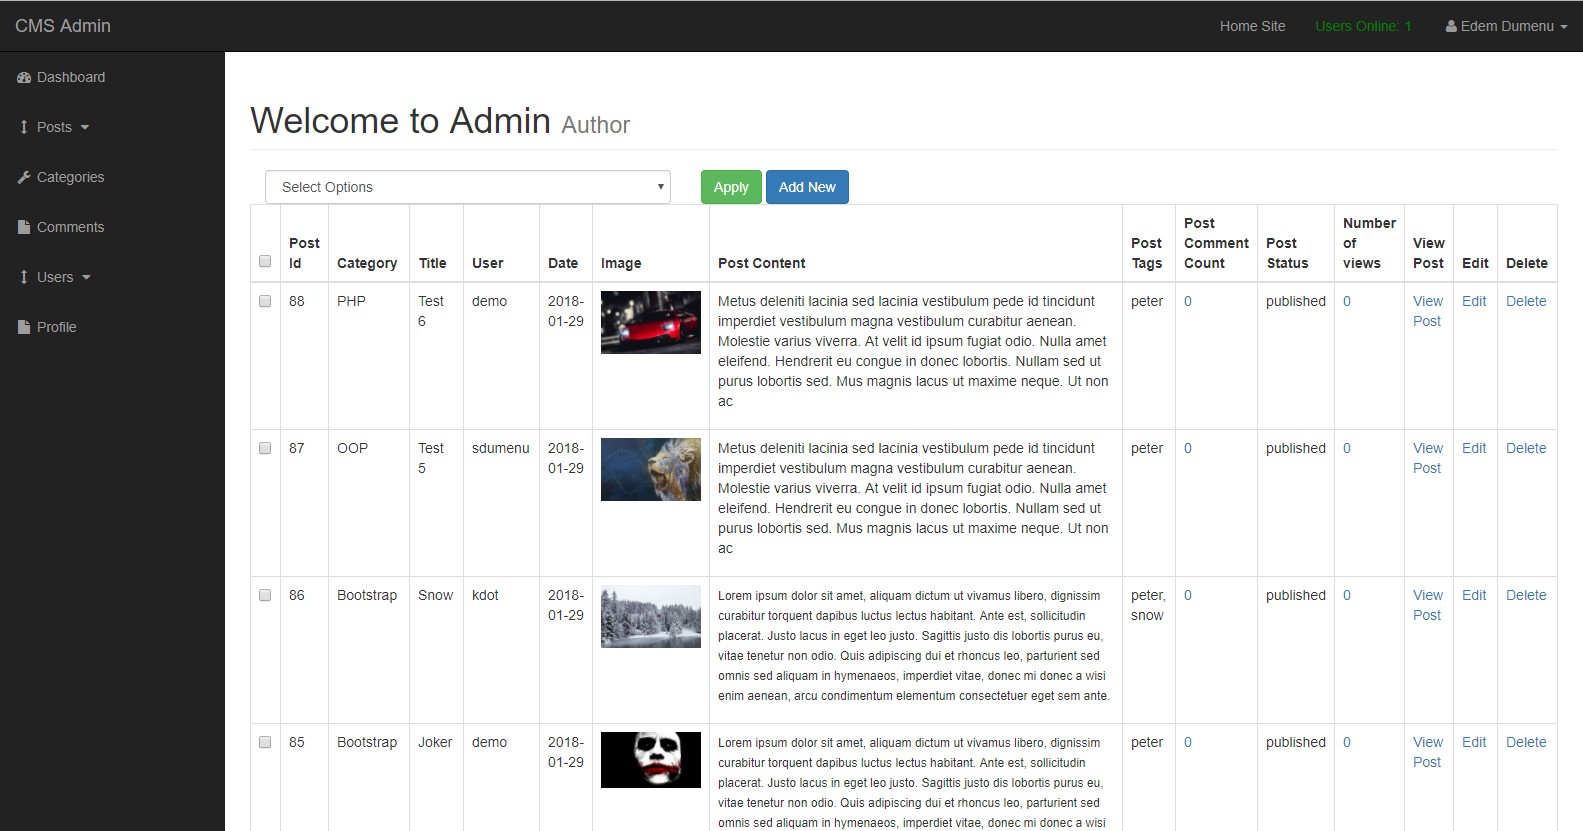 CMS Admin
Home Site
Users Online: 1
Edem Dumenu
Dashboard
Posts
Categories
Comments
Users
Profile
Welcome to Admin Author
Select Options
Apply
Add New
Post
Id
Category
Title
User
Date
Image
Post Content
Post
Tags
Post
Comment
Count
Post
Status
Number
of
views
View
Post
Edit
Delete
88
PHP
Test
6
demo
2018-
01-29
Metus deleniti lacinia sed lacinia vestibulum pede id tincidunt
imperdiet vestibulum magna vestibulum curabitur aenean.
Molestie varius viverra. At velit id ipsum fugiat odio. Nulla amet
eleifend. Hendrerit eu congue in donec lobortis. Nullam sed ut
purus lobortis sed. Mus magnis lacus ut maxime neque. Ut non
ac
peter
0
published
0
View
Post
Edit
Delete
87
OOP
Test
5
sdumenu
2018-
01-29
Metus deleniti lacinia sed lacinia vestibulum pede id tincidunt
imperdiet vestibulum magna vestibulum curabitur aenean.
Molestie varius viverra. At velit id ipsum fugiat odio. Nulla amet
eleifend. Hendrerit eu congue in donec lobortis. Nullam sed ut
purus lobortis sed. Mus magnis lacus ut maxime neque. Ut non
ac
peter
0
published
0
View
Post
Edit
Delete
86
Bootstrap
Snow
kdot
2018-
01-29
Lorem ipsum dolor sit amet, aliquam dictum ut vivamus libero, dignissim
curabitur torquent dapibus luctus lectus habitant. Ante est, sollicitudin
placerat. Justo lacus in eget leo justo. Sagittis justo dis lobortis purus eu,
vitae tenetur non odio. Quis adipiscing dui et rhoncus leo, parturient sed
omnis sed aliquam in hymenaeos, imperdiet vitae, donec mi donec a wisi
enim aenean, arcu condimentum elementum consectetuer eget sem ante.
peter,
snow
0
published
0
View
Post
Edit
Delete
85
Bootstrap
Joker
demo
2018-
01-29
Lorem ipsum dolor sit amet, aliquam dictum ut vivamus libero, dignissim
curabitur torquent dapibus luctus lectus habitant. Ante est, sollicitudin
placerat. Justo lacus in eget leo justo. Sagittis justo dis lobortis purus eu,
vitae tenetur non odio. Quis adipiscing dui et rhoncus leo, parturient sed
omnis sed aliquam in hymenaeos, imperdiet vitae, donec mi donec a wisi
peter
0
published
0
View
Post
Edit
Delete